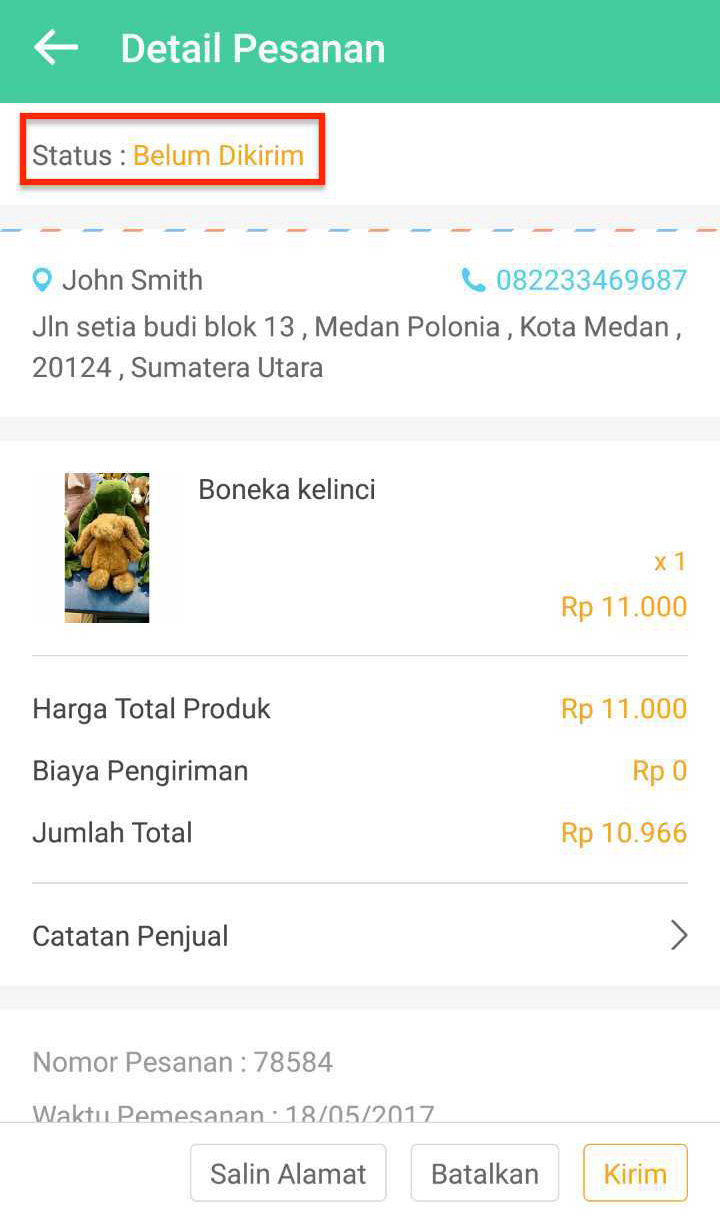 Detail Pesanan
Status : Belum Dikirim
John Smith 082233469687
Jln setia budi blok 13 , Medan Polonia , Kota Medan ,
20124 , Sumatera Utara
Boneka kelinci
x 1
Rp 11.000
Harga Total Produk Rp 11.000
Biaya Pengiriman Rp 0
Jumlah Total Rp 10.966
Catatan Penjual
Nomor Pesanan : 78584
Waktu Pemesanan : 18/05/2017
Salin Alamat Batalkan Kirim